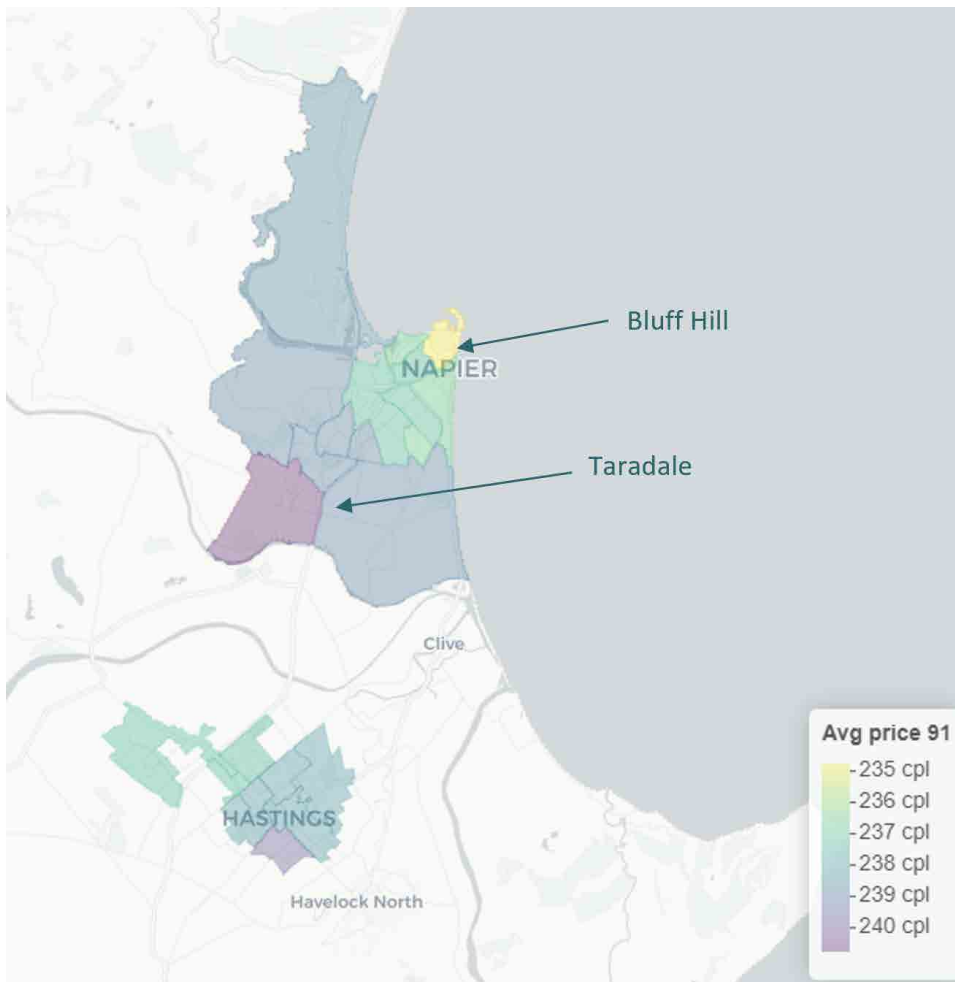 Bluff Hill
NAPIER
Taradale
Clive
HASTINGS
Havelock North
Avg price 91
235 cpl
236 cpl
237 cpl
238 cpl
239 cpl
240 cpl